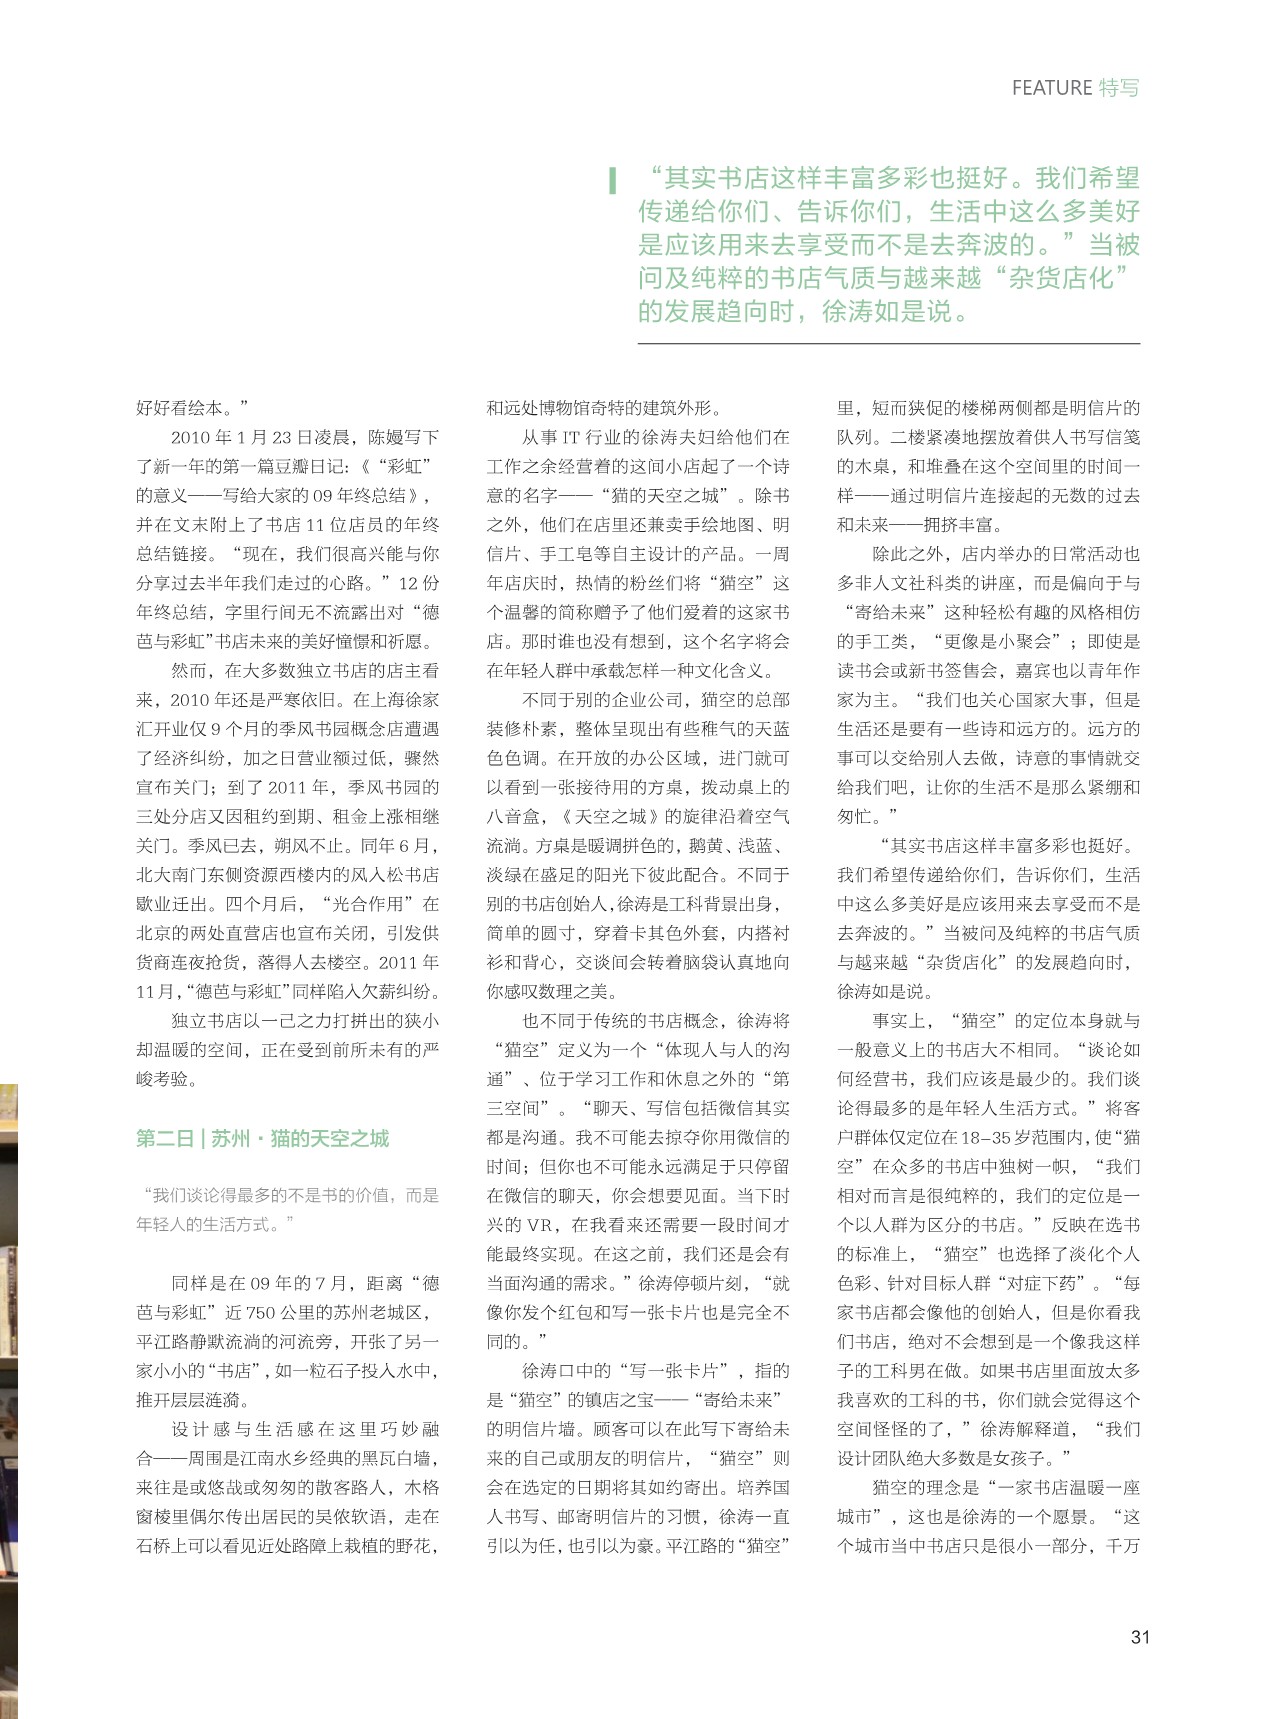 FEATURE 特写
“其实书店这样丰富多彩也挺好。我们希望
传递给你们、告诉你们，生活中这么多美好
是应该用来去享受而不是去奔波的。”当被
问及纯粹的书店气质与越来越“杂货店化”
的发展趋向时，徐涛如是说。
好好看绘本。”
2010 年 1 月 23 日凌晨，陈嫚写下
了新一年的第一篇豆瓣日记:《 “彩虹”
的意义——写给大家的 09 年终总结》，
并在文末附上了书店 11 位店员的年终
总结链接。“现在，我们很高兴能与你
分享过去半年我们走过的心路。”12 份
年终总结，字里行间无不流露出对“德
芭与彩虹”书店未来的美好憧憬和祈愿。
然而，在大多数独立书店的店主看
来，2010 年还是严寒依旧。在上海徐家
汇开业仅 9 个月的季风书园概念店遭遇
了经济纠纷，加之日营业额过低，骤然
宣布关门；到了 2011 年，季风书园的
三处分店又因租约到期、租金上涨相继
关门。季风已去，朔风不止。同年 6 月，
北大南门东侧资源西楼内的风入松书店
歇业迁出。四个月后，“光合作用”在
北京的两处直营店也宣布关闭，引发供
货商连夜抢货，落得人去楼空。2011 年
11 月，“德芭与彩虹”同样陷入欠薪纠纷。
独立书店以一己之力打拼出的狭小
却温暖的空间，正在受到前所未有的严
峻考验。
第二日 | 苏州·猫的天空之城
“我们谈论得最多的不是书的价值，而是
年轻人的生活方式。”
同样是在 09 年的 7 月，距离“德
芭与彩虹”近 750 公里的苏州老城区，
平江路静默流淌的河流旁，开张了另一
家小小的“书店”，如一粒石子投入水中，
推开层层涟漪。
设计感与生活感在这里巧妙融
合——周围是江南水乡经典的黑瓦白墙，
来往是或悠哉或匆匆的散客路人，木格
窗棱里偶尔传出居民的吴侬软语，走在
石桥上可以看见近处路障上栽植的野花，
和远处博物馆奇特的建筑外形。
从事 IT 行业的徐涛夫妇给他们在
工作之余经营着的这间小店起了一个诗
意的名字——“猫的天空之城”。除书
之外，他们在店里还兼卖手绘地图、明
信片、手工皂等自主设计的产品。一周
年店庆时，热情的粉丝们将“猫空”这
个温馨的简称赠予了他们爱着的这家书
店。那时谁也没有想到，这个名字将会
在年轻人群中承载怎样一种文化含义。
不同于别的企业公司，猫空的总部
装修朴素，整体呈现出有些稚气的天蓝
色色调。在开放的办公区域，进门就可
以看到一张接待用的方桌，拨动桌上的
八音盒，《天空之城》的旋律沿着空气
流淌。方桌是暖调拼色的，鹅黄、浅蓝、
淡绿在盛足的阳光下彼此配合。不同于
别的书店创始人，徐涛是工科背景出身，
简单的圆寸，穿着卡其色外套，内搭衬
衫和背心，交谈间会转着脑袋认真地向
你感叹数理之美。
也不同于传统的书店概念，徐涛将
“猫空”定义为一个“体现人与人的沟
通”、位于学习工作和休息之外的“第
三空间”。“聊天、写信包括微信其实
都是沟通。我不可能去掠夺你用微信的
时间；但你也不可能永远满足于只停留
在微信的聊天，你会想要见面。当下时
兴的 VR，在我看来还需要一段时间才
能最终实现。在这之前，我们还是会有
当面沟通的需求。”徐涛停顿片刻，“就
像你发个红包和写一张卡片也是完全不
同的。”
徐涛口中的“写一张卡片”，指的
是“猫空”的镇店之宝——“寄给未来”
的明信片墙。顾客可以在此写下寄给未
来的自己或朋友的明信片，“猫空”则
会在选定的日期将其如约寄出。培养国
人书写、邮寄明信片的习惯，徐涛一直
引以为任，也引以为豪。平江路的“猫空”
里，短而狭促的楼梯两侧都是明信片的
队列。二楼紧凑地摆放着供人书写信笺
的木桌，和堆叠在这个空间里的时间一
样——通过明信片连接起的无数的过去
和未来——拥挤丰富。
除此之外，店内举办的日常活动也
多非人文社科类的讲座，而是偏向于与
“寄给未来”这种轻松有趣的风格相仿
的手工类，“更像是小聚会”；即使是
读书会或新书签售会，嘉宾也以青年作
家为主。“我们也关心国家大事，但是
生活还是要有一些诗和远方的。远方的
事可以交给别人去做，诗意的事情就交
给我们吧，让你的生活不是那么紧绷和
匆忙。”
“其实书店这样丰富多彩也挺好。
我们希望传递给你们，告诉你们，生活
中这么多美好是应该用来去享受而不是
去奔波的。”当被问及纯粹的书店气质
与越来越“杂货店化”的发展趋向时，
徐涛如是说。
事实上，“猫空”的定位本身就与
一般意义上的书店大不相同。“谈论如
何经营书，我们应该是最少的。我们谈
论得最多的是年轻人生活方式。”将客
户群体仅定位在 18–35 岁范围内，使“猫
空”在众多的书店中独树一帜，“我们
相对而言是很纯粹的，我们的定位是一
个以人群为区分的书店。”反映在选书
的标准上，“猫空”也选择了淡化个人
色彩、针对目标人群“对症下药”。“每
家书店都会像他的创始人，但是你看我
们书店，绝对不会想到是一个像我这样
子的工科男在做。如果书店里面放太多
我喜欢的工科的书，你们就会觉得这个
空间怪怪的了，”徐涛解释道，“我们
设计团队绝大多数是女孩子。”
猫空的理念是“一家书店温暖一座
城市”，这也是徐涛的一个愿景。“这
个城市当中书店只是很小一部分，千万
31